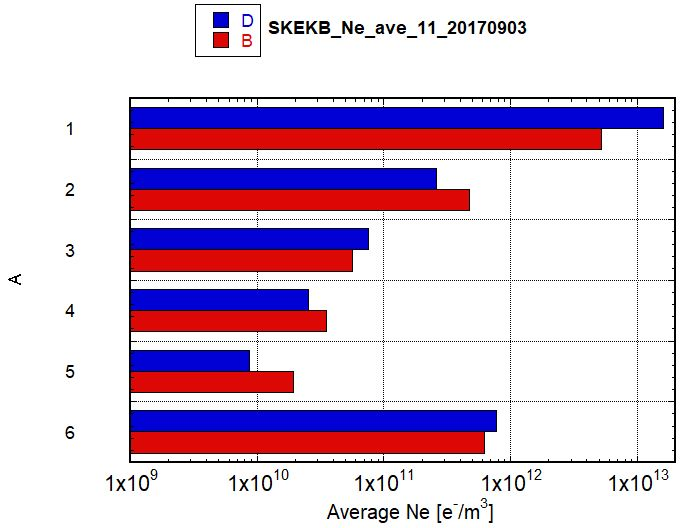 D
B
SKEKB_Ne_ave_11_20170903
1
2
3
4
5
6
A
1x10⁹ 1x10¹⁰ 1x10¹¹ 1x10¹² 1x10¹³
Average Ne [e⁻/m³]